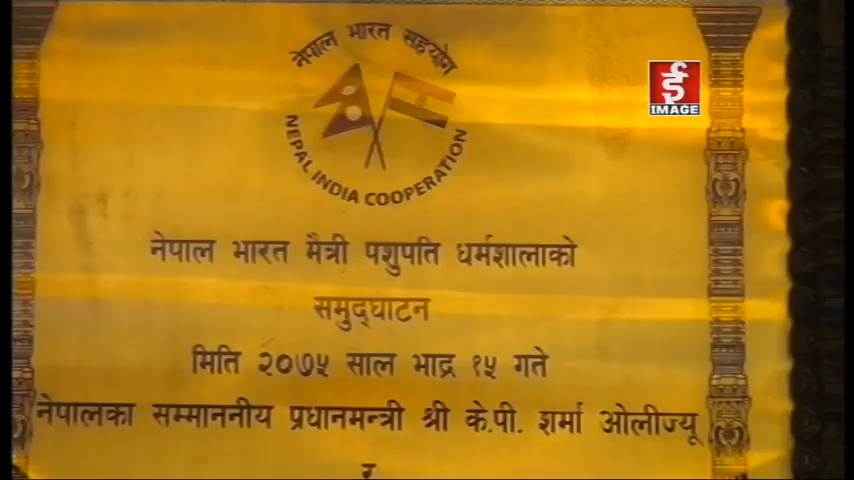 नेपाल भारत सहयोग
NEPAL INDIA COOPERATION
ई
IMAGE
नेपाल भारत मैत्री पशुपति धर्मशालाको
समुद्घाटन
मिति २०७५ साल भाद्र १५ गते
नेपालका सम्माननीय प्रधानमन्त्री श्री के.पी. शर्मा ओलीज्यू
र